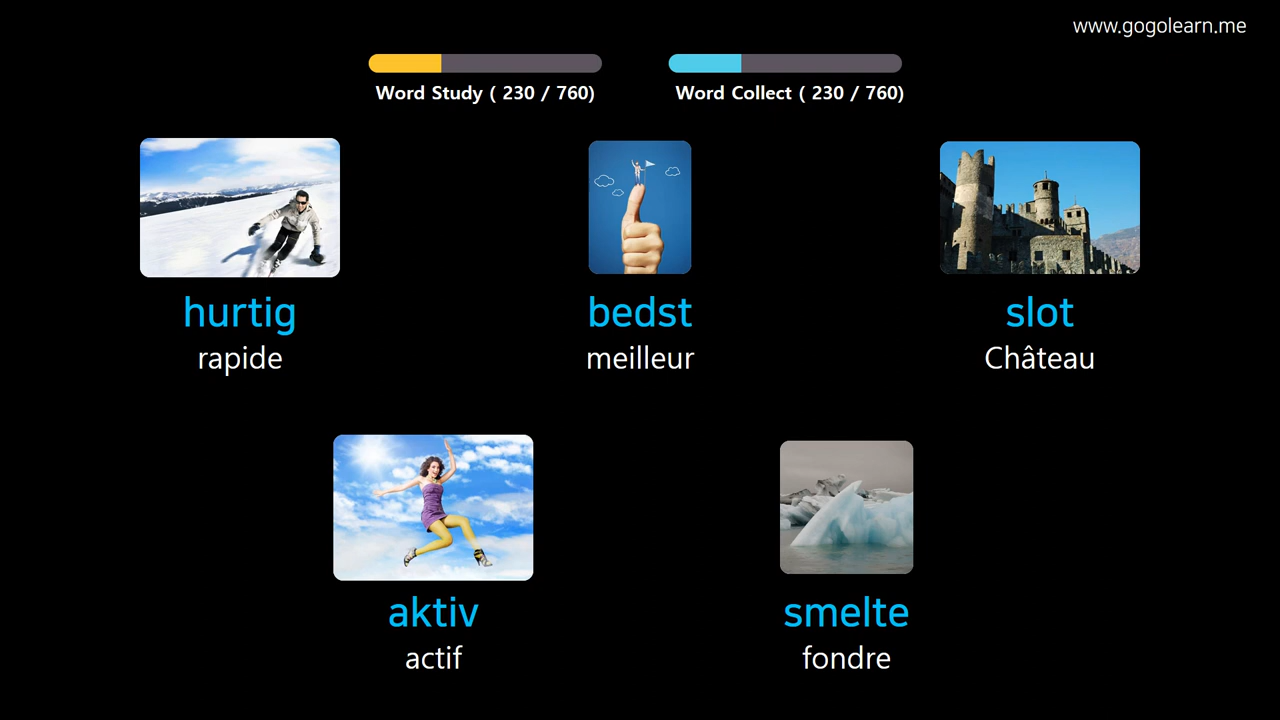 www.gogolearn.me
Word Study ( 230 / 760)
Word Collect ( 230 / 760)
hurtig
rapide
bedst
meilleur
slot
Château
aktiv
actif
smelte
fondre